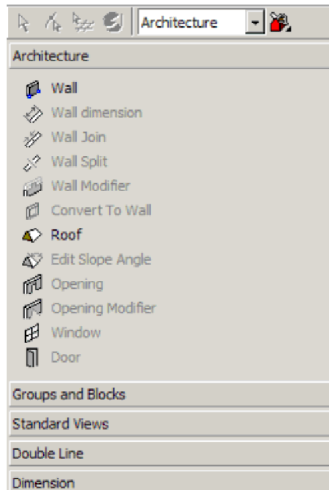 Architecture
Architecture
Wall
Wall dimension
Wall Join
Wall Split
Wall Modifier
Convert To Wall
Roof
Edit Slope Angle
Opening
Opening Modifier
Window
Door
Groups and Blocks
Standard Views
Double Line
Dimension